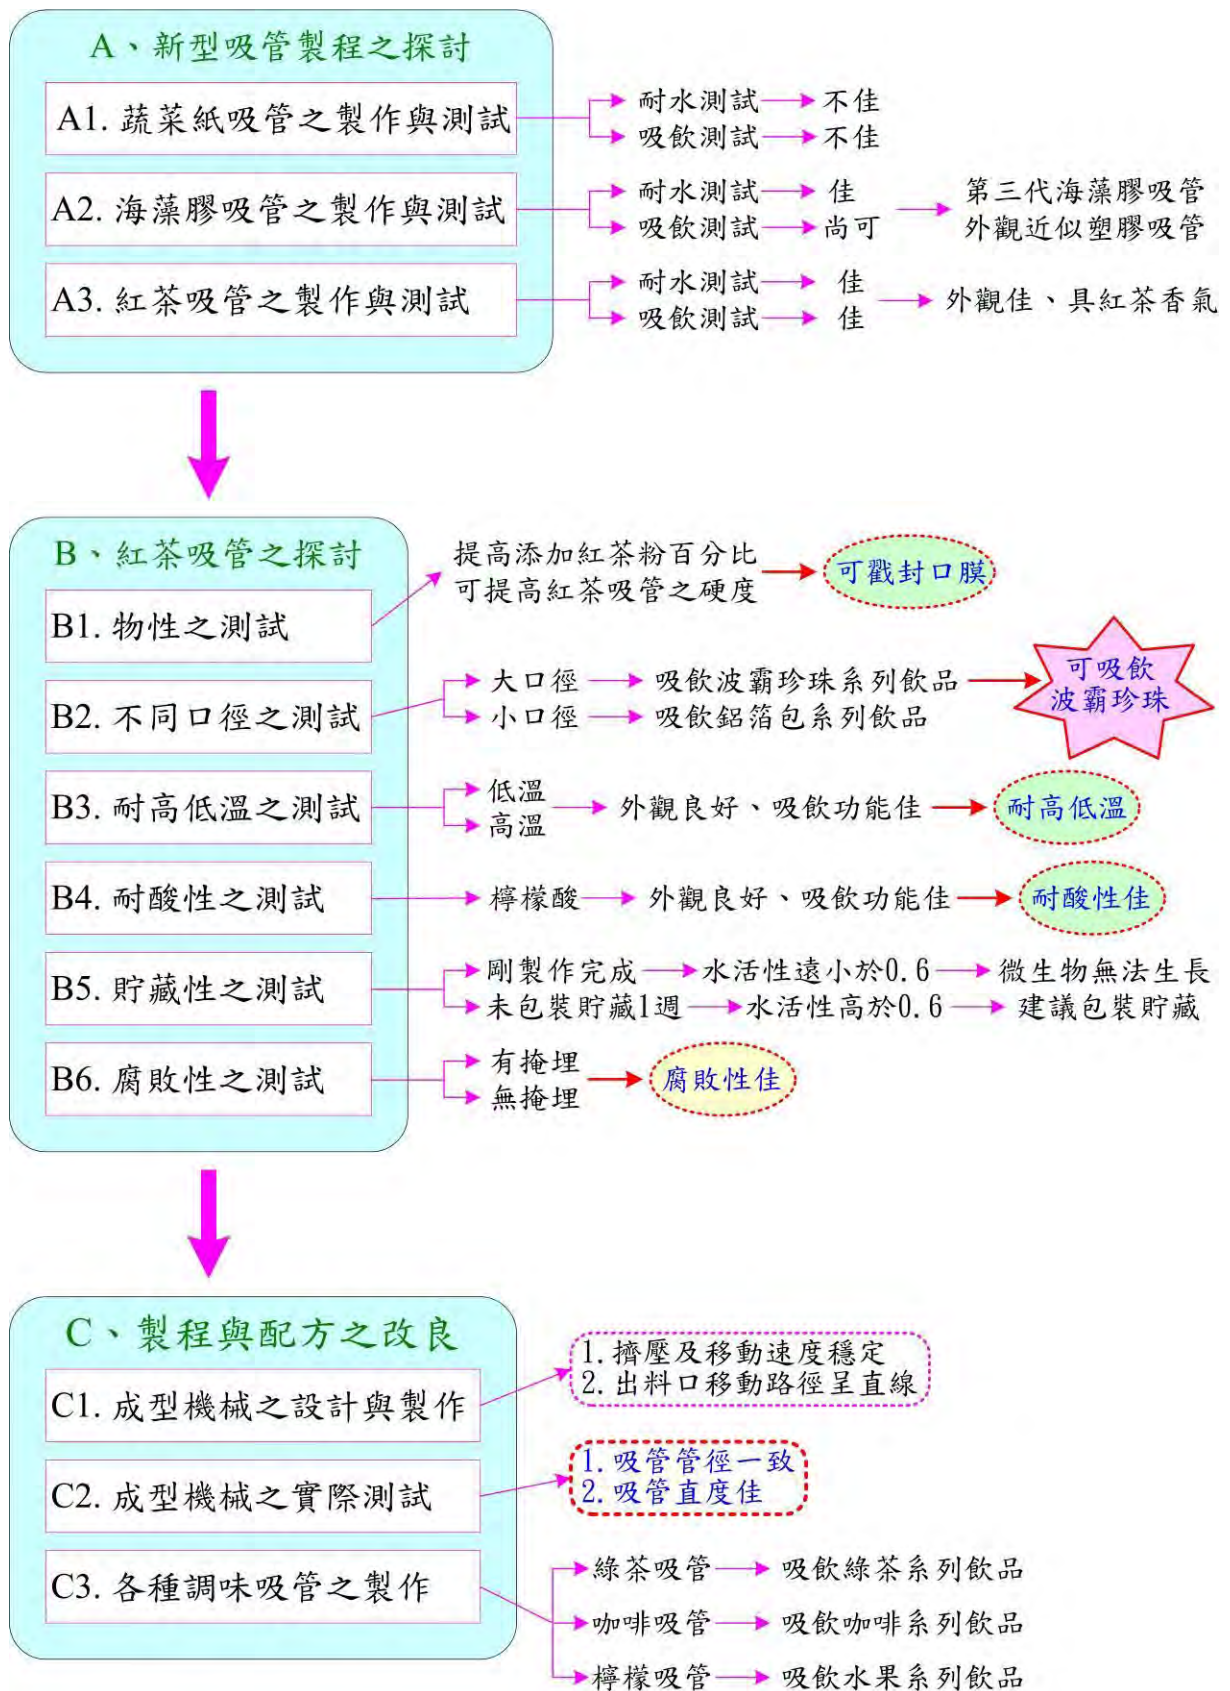 A、新型吸管製程之探討
A1. 蔬菜紙吸管之製作與測試
耐水測試 不佳
吸飲測試 不佳
A2. 海藻膠吸管之製作與測試
耐水測試 佳
吸飲測試 尚可
第三代海藻膠吸管
外觀近似塑膠吸管
A3. 紅茶吸管之製作與測試
耐水測試 佳
吸飲測試 佳
外觀佳、具紅茶香氣
B、紅茶吸管之探討
B1. 物性之測試
提高添加紅茶粉百分比
可提高紅茶吸管之硬度
可戳封口膜
B2. 不同口徑之測試
大口徑 吸飲波霸珍珠系列飲品
小口徑 吸飲鋁箔包系列飲品
可吸飲
波霸珍珠
B3. 耐高低溫之測試
低溫
高溫
外觀良好、吸飲功能佳
耐高低溫
B4. 耐酸性之測試
檸檬酸 外觀良好、吸飲功能佳
耐酸性佳
B5. 貯藏性之測試
剛製作完成 水活性遠小於0.6 微生物無法生長
未包裝貯藏1週 水活性高於0.6 建議包裝貯藏
B6. 腐敗性之測試
有掩埋
無掩埋
腐敗性佳
C、製程與配方之改良
C1. 成型機械之設計與製作
1. 擠壓及移動速度穩定
2. 出料口移動路徑呈直線
C2. 成型機械之實際測試
1. 吸管管徑一致
2. 吸管直度佳
C3. 各種調味吸管之製作
綠茶吸管 吸飲綠茶系列飲品
咖啡吸管 吸飲咖啡系列飲品
檸檬吸管 吸飲水果系列飲品